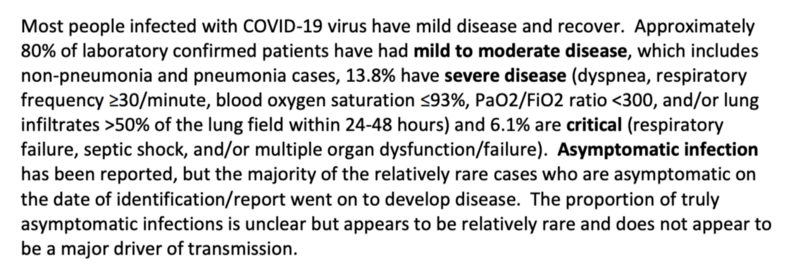 Most people infected with COVID-19 virus have mild disease and recover.  Approximately
80% of laboratory confirmed patients have had mild to moderate disease, which includes
non-pneumonia and pneumonia cases, 13.8% have severe disease (dyspnea, respiratory
frequency ≥30/minute, blood oxygen saturation ≤93%, PaO2/FiO2 ratio <300, and/or lung
infiltrates >50% of the lung field within 24-48 hours) and 6.1% are critical (respiratory
failure, septic shock, and/or multiple organ dysfunction/failure).  Asymptomatic infection
has been reported, but the majority of the relatively rare cases who are asymptomatic on
the date of identification/report went on to develop disease.  The proportion of truly
asymptomatic infections is unclear but appears to be relatively rare and does not appear to
be a major driver of transmission.